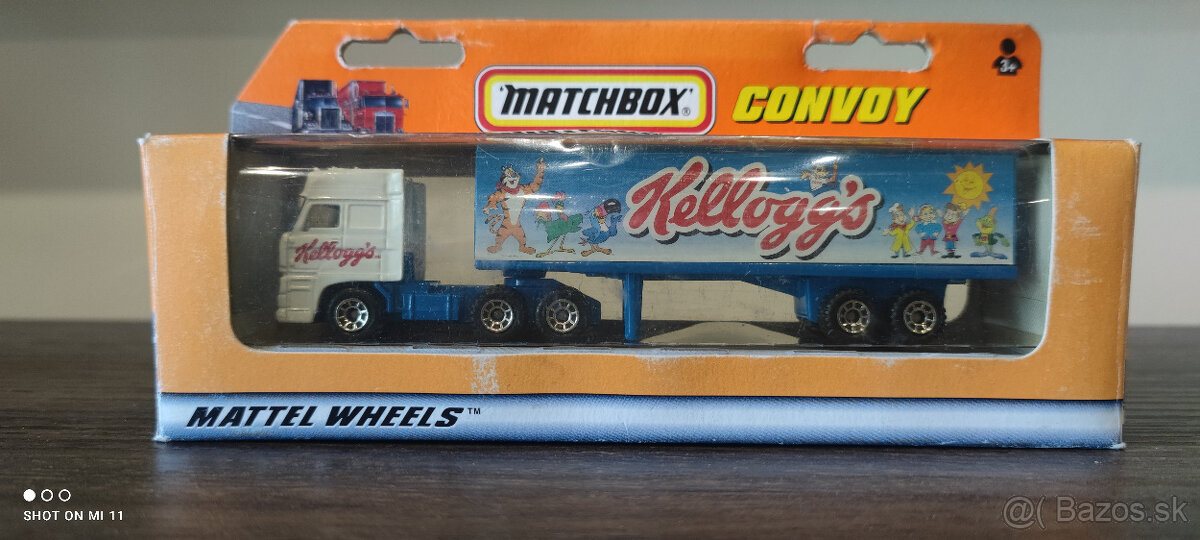 MATCHBOX®
CONVOY
3+
Kellogg's
Kellogg's
MATTEL WHEELS™
SHOT ON MI 11
@( Bazos.sk